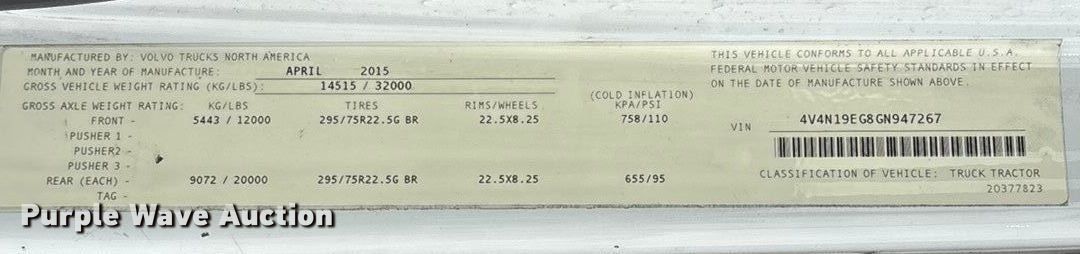 MANUFACTURED BY: VOLVO TRUCKS NORTH AMERICA
MONTH AND YEAR OF MANUFACTURE: APRIL 2015
GROSS VEHICLE WEIGHT RATING (KG/LBS): 14515 / 32000
GROSS AXLE WEIGHT RATING: KG/LBS TIRES RIMS/WHEELS (COLD INFLATION) KPA/PSI
FRONT - 5443 / 12000 295/75R22.5G BR 22.5X8.25 758/110
PUSHER 1 -
PUSHER2 -
PUSHER 3 -
REAR (EACH) - 9072 / 20000 295/75R22.5G BR 22.5X8.25 655/95
TAG -
THIS VEHICLE CONFORMS TO ALL APPLICABLE U.S.A.
FEDERAL MOTOR VEHICLE SAFETY STANDARDS IN EFFECT
ON THE DATE OF MANUFACTURE SHOWN ABOVE.
VIN 4V4N19EG8GN947267
CLASSIFICATION OF VEHICLE: TRUCK TRACTOR
20377823
Purple Wave Auction